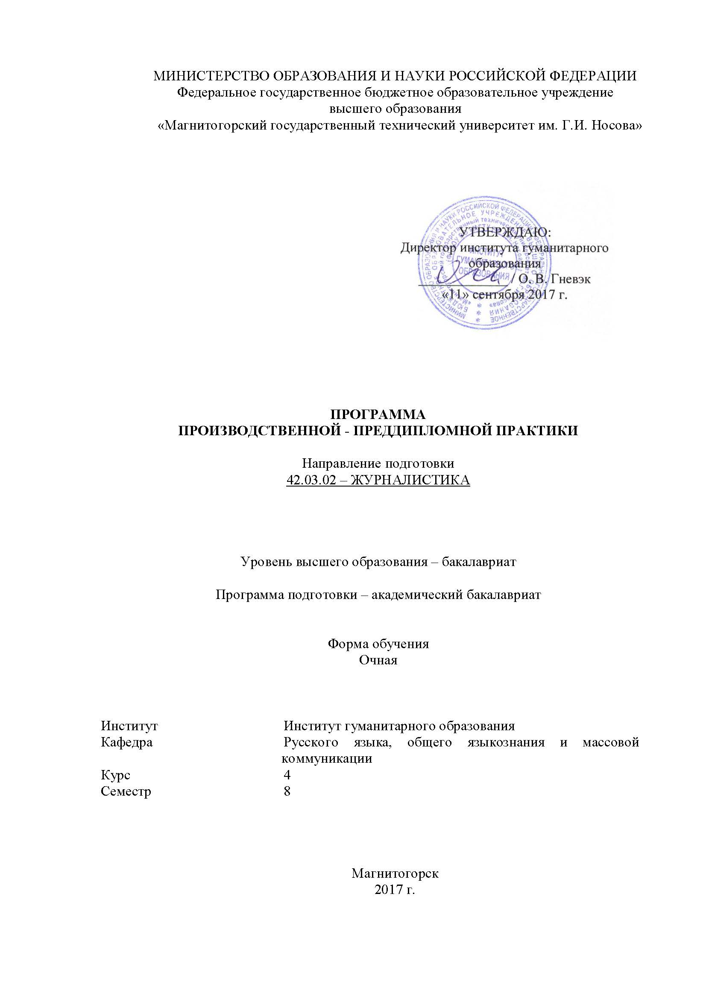 МИНИСТЕРСТВО ОБРАЗОВАНИЯ И НАУКИ РОССИЙСКОЙ ФЕДЕРАЦИИ
Федеральное государственное бюджетное образовательное учреждение
высшего образования
«Магнитогорский государственный технический университет им. Г.И. Носова»
УТВЕРЖДАЮ:
Директор института гуманитарного
образования
/ О. В. Гневэк
«11» сентября 2017 г.
ИНСТИТУТ
ГУМАНИТАРНОГО
ОБРАЗОВАНИЯ
ПРОГРАММА
ПРОИЗВОДСТВЕННОЙ - ПРЕДДИПЛОМНОЙ ПРАКТИКИ
Направление подготовки
42.03.02 – ЖУРНАЛИСТИКА
Уровень высшего образования – бакалавриат
Программа подготовки – академический бакалавриат
Форма обучения
Очная
Институт Институт гуманитарного образования
Кафедра Русского языка, общего языкознания и массовой
коммуникации
Курс 4
Семестр 8
Магнитогорск
2017 г.